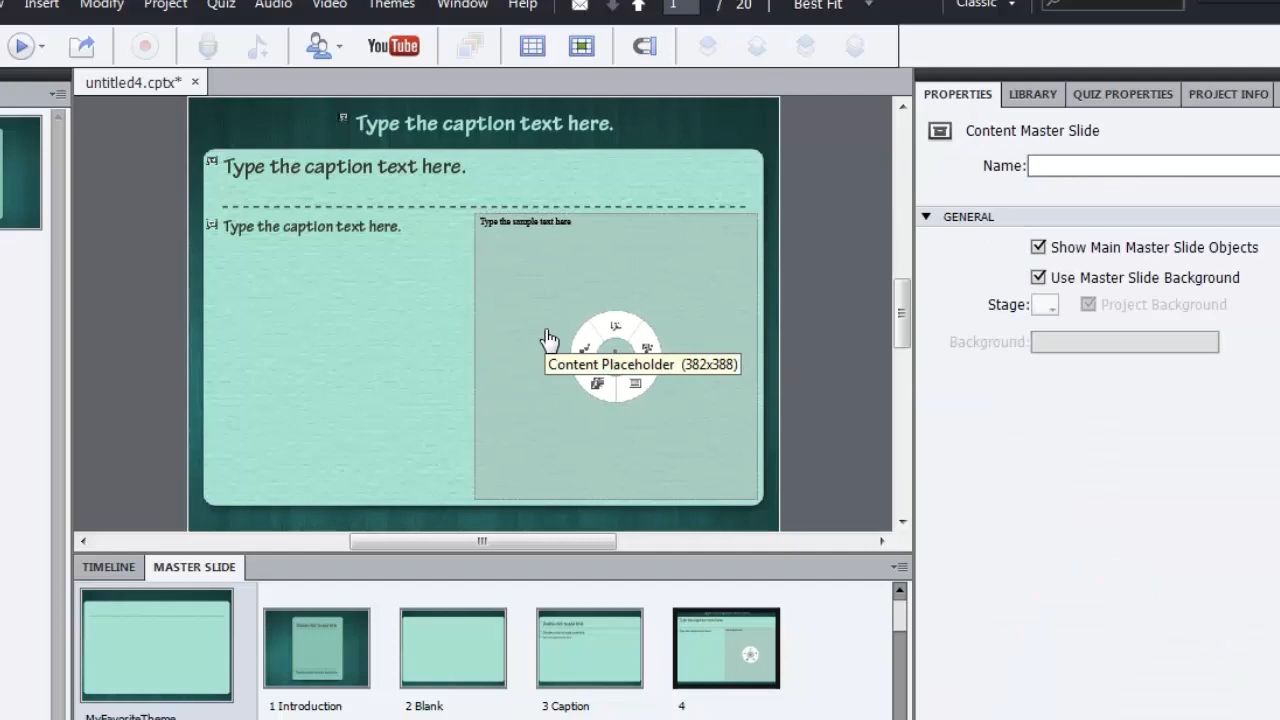 Insert Modify Project Quiz Audio Video Themes Window Help 1 / 20 Best Fit Classic
YouTube
untitled4.cptx* ×
PROPERTIES LIBRARY QUIZ PROPERTIES PROJECT INFO
Type the caption text here.
Content Master Slide
Type the caption text here.
Name:
Type the caption text here.
Type the sample text here
GENERAL
Show Main Master Slide Objects
Use Master Slide Background
Stage: Project Background
Background:
Content Placeholder (382x388)
TIMELINE MASTER SLIDE
1 Introduction
2 Blank
3 Caption
4
MyFavoriteTheme